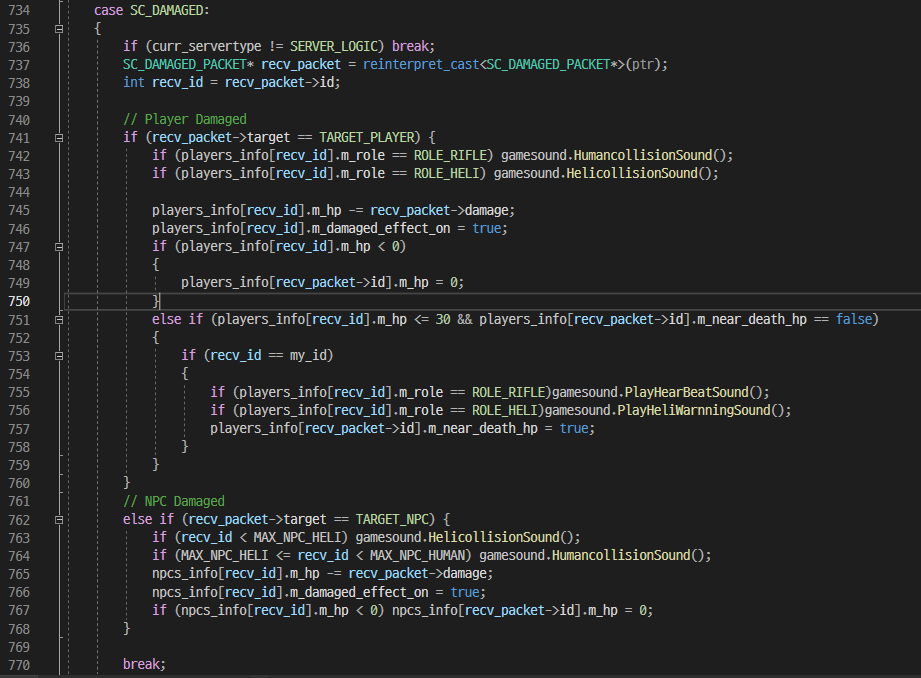 734 case SC_DAMAGED:
735 {
736 if (curr_servertype != SERVER_LOGIC) break;
737 SC_DAMAGED_PACKET* recv_packet = reinterpret_cast<SC_DAMAGED_PACKET*>(ptr);
738 int recv_id = recv_packet->id;
739
740 // Player Damaged
741 if (recv_packet->target == TARGET_PLAYER) {
742 if (players_info[recv_id].m_role == ROLE_RIFLE) gamesound.HumancollisionSound();
743 if (players_info[recv_id].m_role == ROLE_HELI) gamesound.HelicollisionSound();
744
745 players_info[recv_id].m_hp -= recv_packet->damage;
746 players_info[recv_id].m_damaged_effect_on = true;
747 if (players_info[recv_id].m_hp < 0)
748 {
749 players_info[recv_packet->id].m_hp = 0;
750 }
751 else if (players_info[recv_id].m_hp <= 30 && players_info[recv_packet->id].m_near_death_hp == false)
752 {
753 if (recv_id == my_id)
754 {
755 if (players_info[recv_id].m_role == ROLE_RIFLE)gamesound.PlayHearBeatSound();
756 if (players_info[recv_id].m_role == ROLE_HELI)gamesound.PlayHeliWarnningSound();
757 players_info[recv_packet->id].m_near_death_hp = true;
758 }
759 }
760 }
761 // NPC Damaged
762 else if (recv_packet->target == TARGET_NPC) {
763 if (recv_id < MAX_NPC_HELI) gamesound.HelicollisionSound();
764 if (MAX_NPC_HELI <= recv_id < MAX_NPC_HUMAN) gamesound.HumancollisionSound();
765 npcs_info[recv_id].m_hp -= recv_packet->damage;
766 npcs_info[recv_id].m_damaged_effect_on = true;
767 if (npcs_info[recv_id].m_hp < 0) npcs_info[recv_packet->id].m_hp = 0;
768 }
769
770 break;